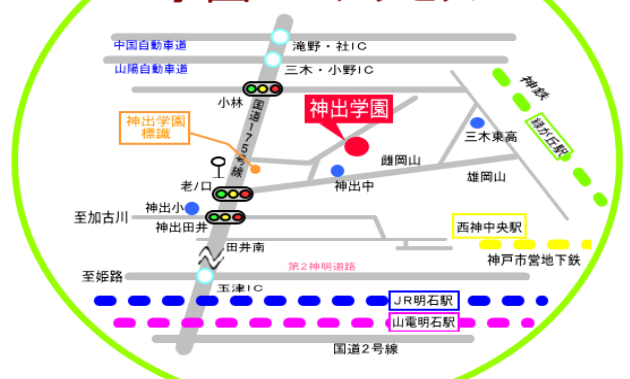 中国自動車道
滝野・社IC
山陽自動車道
三木・小野IC
神鉄
小林
国道175号線
神出学園
神出学園
標識
緑が丘駅
三木東高
雌岡山
雄岡山
老ノ口
神出中
神出小
至加古川
神出田井
西神中央駅
田井南
神戸市営地下鉄
第2神明道路
至姫路
玉津IC
JR明石駅
山電明石駅
国道2号線